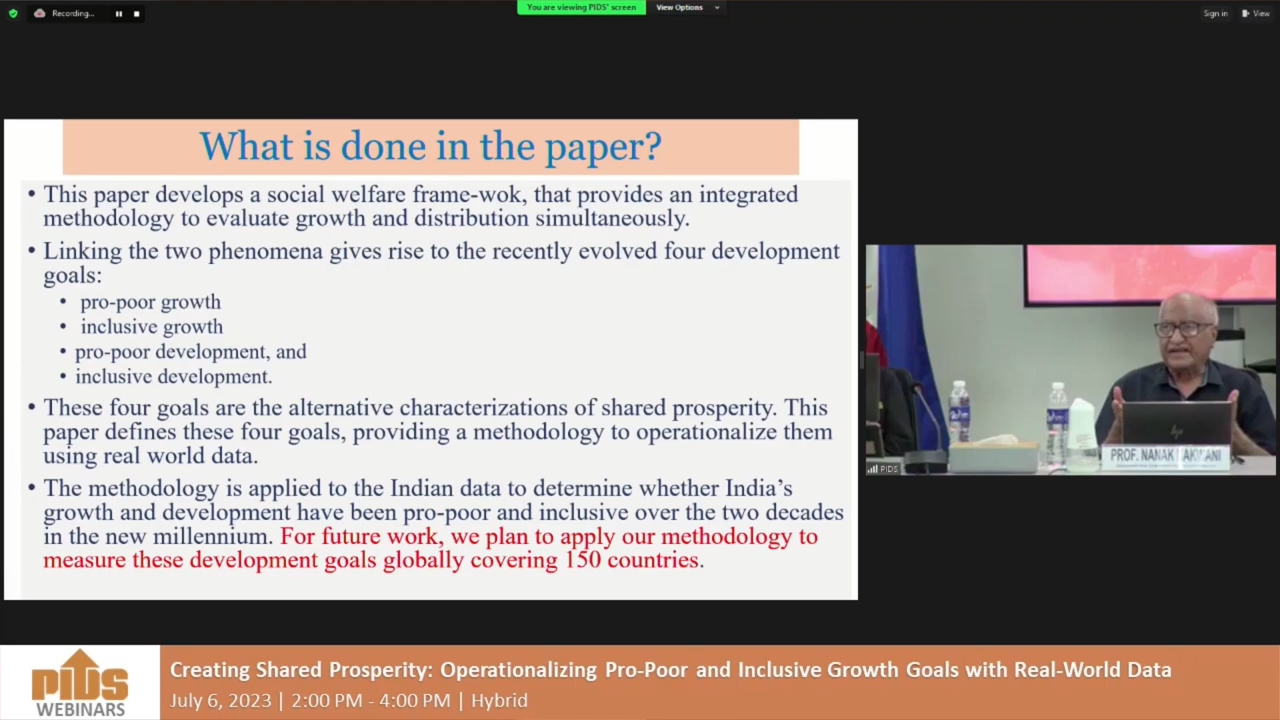 Recording...
You are viewing PIDS' screen
View Options
Sign in
View
What is done in the paper?
• This paper develops a social welfare frame-wok, that provides an integrated
methodology to evaluate growth and distribution simultaneously.
• Linking the two phenomena gives rise to the recently evolved four development
goals:
• pro-poor growth
• inclusive growth
• pro-poor development, and
• inclusive development.
• These four goals are the alternative characterizations of shared prosperity. This
paper defines these four goals, providing a methodology to operationalize them
using real world data.
• The methodology is applied to the Indian data to determine whether India's
growth and development have been pro-poor and inclusive over the two decades
in the new millennium. For future work, we plan to apply our methodology to
measure these development goals globally covering 150 countries.
hp
PROF. NANAK
PIDS
PIDS
WEBINARS
Creating Shared Prosperity: Operationalizing Pro-Poor and Inclusive Growth Goals with Real-World Data
July 6, 2023 | 2:00 PM - 4:00 PM | Hybrid